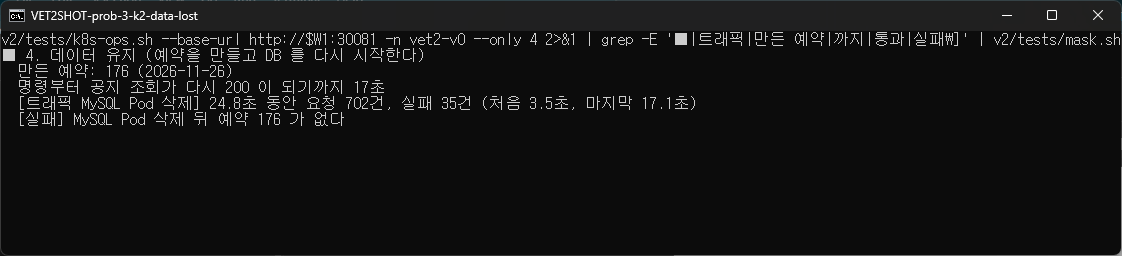 VET2SHOT-prob-3-k2-data-lost
v2/tests/k8s-ops.sh --base-url http://$W1:30081 -n vet2-v0 --only 4 2>&1 | grep -E '■|트래픽|만든 예약|까지|통과|실패₩]' | v2/tests/mask.sh
■ 4. 데이터 유지 (예약을 만들고 DB 를 다시 시작한다)
만든 예약: 176 (2026-11-26)
명령부터 공지 조회가 다시 200 이 되기까지 17초
[트래픽 MySQL Pod 삭제] 24.8초 동안 요청 702건, 실패 35건 (처음 3.5초, 마지막 17.1초)
[실패] MySQL Pod 삭제 뒤 예약 176 가 없다